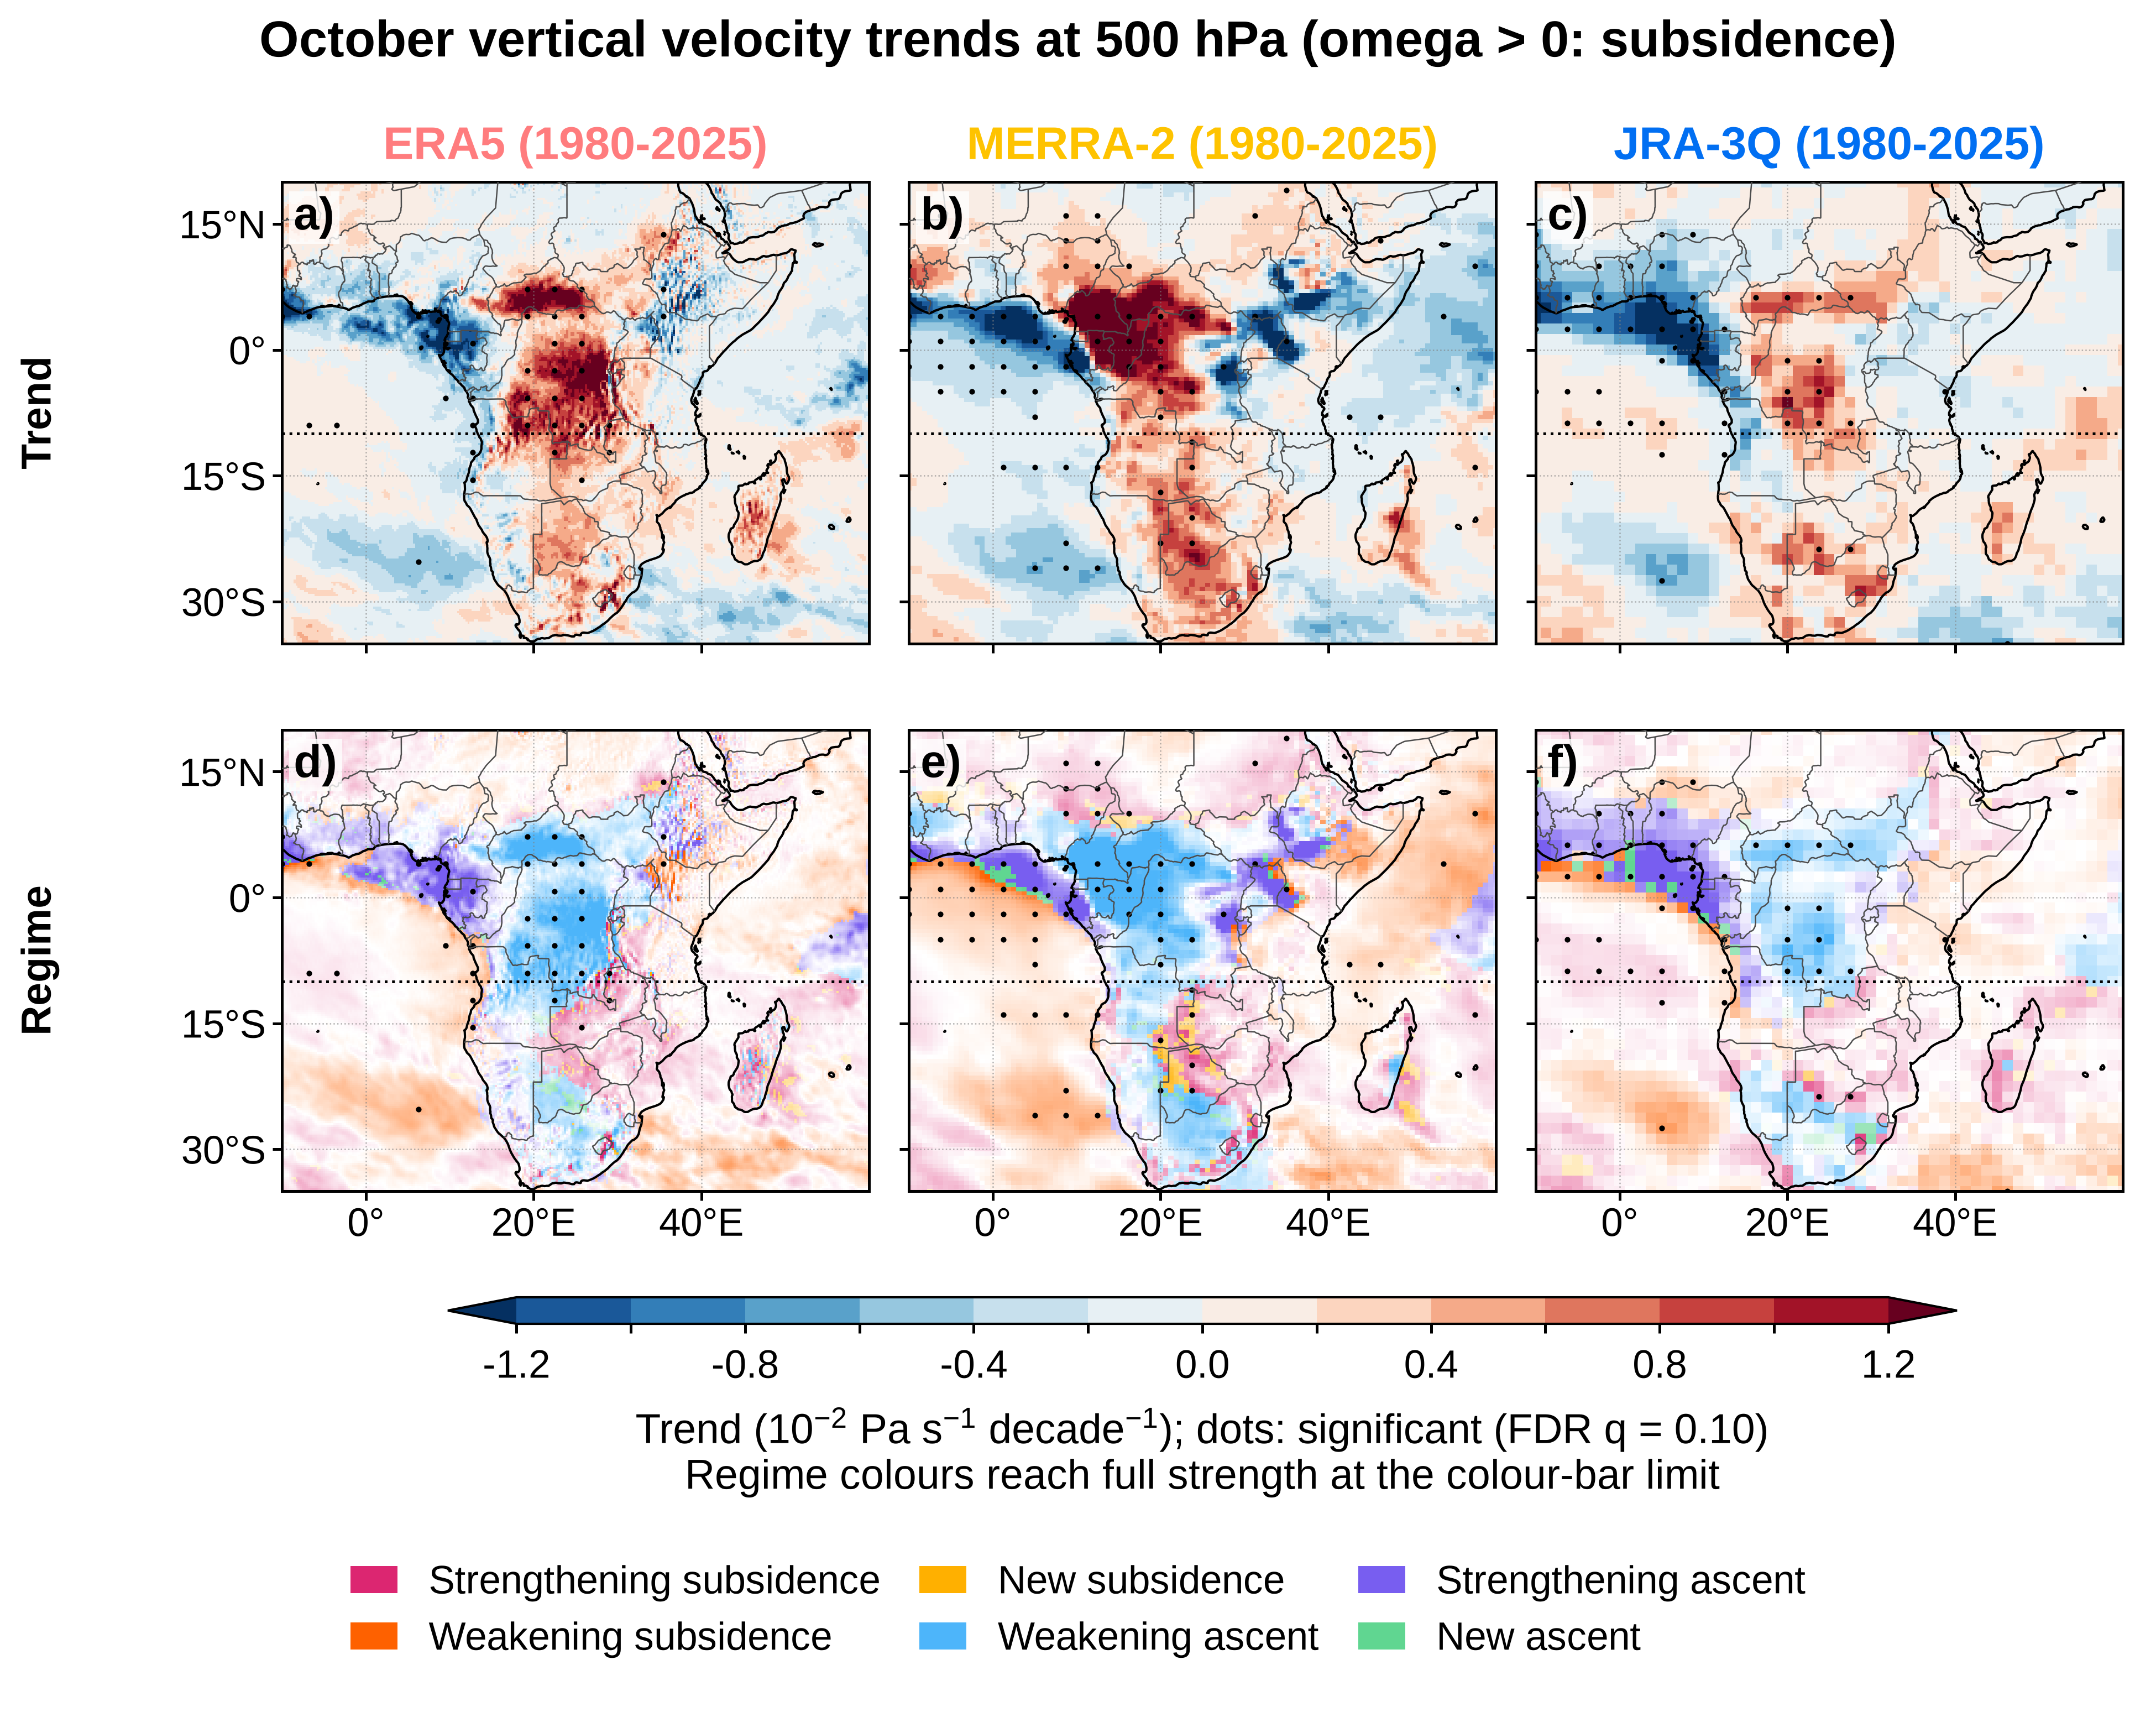 October vertical velocity trends at 500 hPa (omega > 0: subsidence)
ERA5 (1980-2025) MERRA-2 (1980-2025) JRA-3Q (1980-2025)
Trend
a) b) c)
15°N
0°
15°S
30°S
Regime
d) e) f)
15°N
0°
15°S
30°S
0° 20°E 40°E 0° 20°E 40°E 0° 20°E 40°E
-1.2 -0.8 -0.4 0.0 0.4 0.8 1.2
Trend (10⁻² Pa s⁻¹ decade⁻¹); dots: significant (FDR q = 0.10)
Regime colours reach full strength at the colour-bar limit
Strengthening subsidence New subsidence Strengthening ascent
Weakening subsidence Weakening ascent New ascent